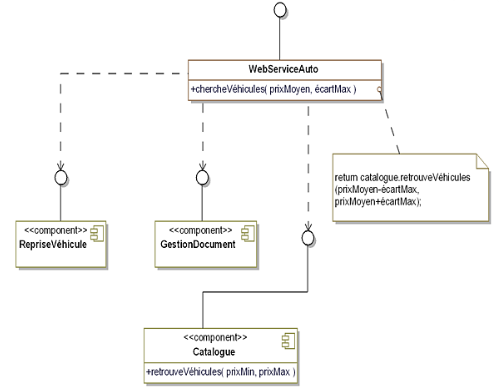 WebServiceAuto
+chercheVéhicules( prixMoyen, écartMax )
return catalogue.retrouveVéhicules
(prixMoyen-écartMax,
prixMoyen+écartMax);
<<component>>
RepriseVéhicule
<<component>>
GestionDocument
<<component>>
Catalogue
+retrouveVéhicules( prixMin, prixMax )